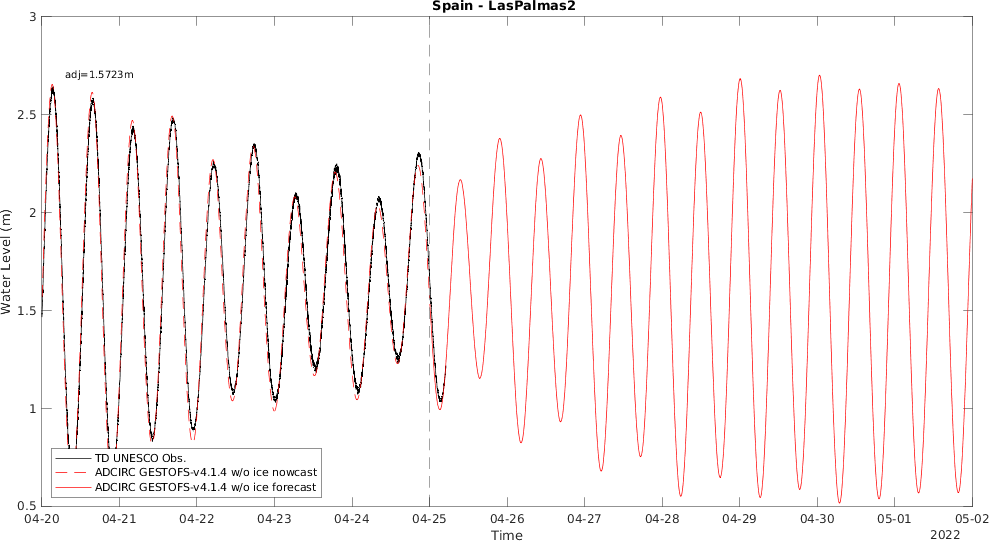 Spain - LasPalmas2
adj=1.5723m
3
2.5
2
1.5
1
0.5
Water Level (m)
TD UNESCO Obs.
ADCIRC GESTOFS-v4.1.4 w/o ice nowcast
ADCIRC GESTOFS-v4.1.4 w/o ice forecast
04-20 04-21 04-22 04-23 04-24 04-25 04-26 04-27 04-28 04-29 04-30 05-01 05-02
Time
2022